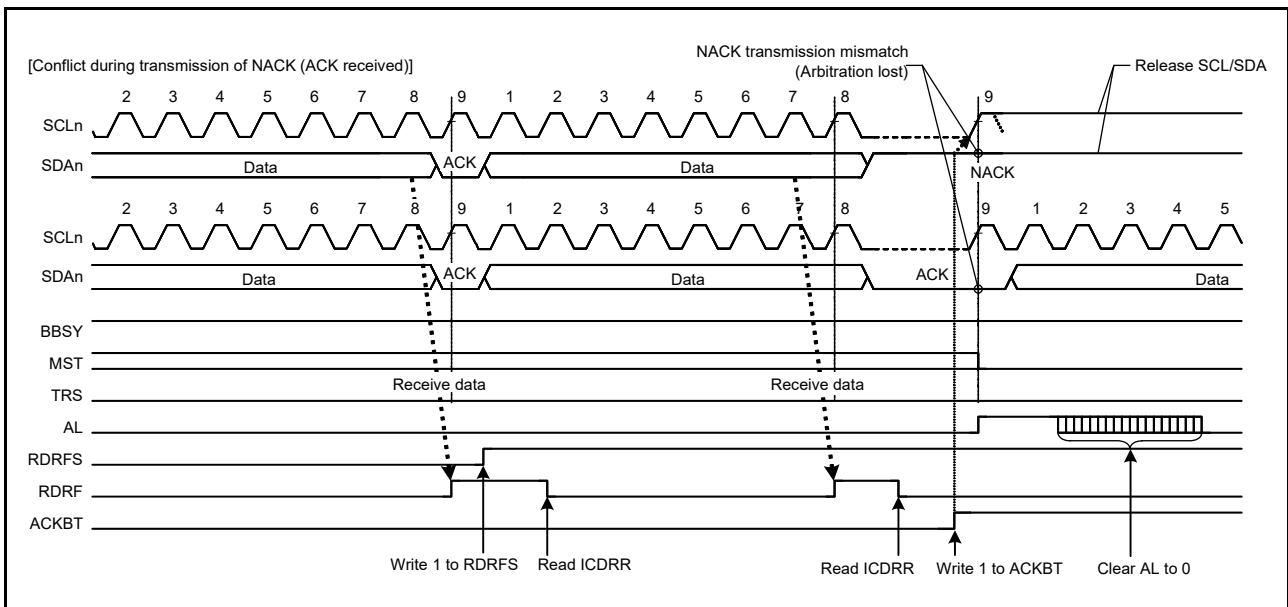 NACK transmission mismatch
(Arbitration lost)
Release SCL/SDA
[Conflict during transmission of NACK (ACK received)]
2 3 4 5 6 7 8 9 1 2 3 4 5 6 7 8 9
SCLn
SDAn
Data ACK Data NACK
2 3 4 5 6 7 8 9 1 2 3 4 5 6 7 8 9 1 2 3 4 5
SCLn
SDAn
Data ACK Data ACK Data
BBSY
MST
Receive data Receive data
TRS
AL
RDRFS
RDRF
ACKBT
Write 1 to RDRFS Read ICDRR Read ICDRR Write 1 to ACKBT Clear AL to 0